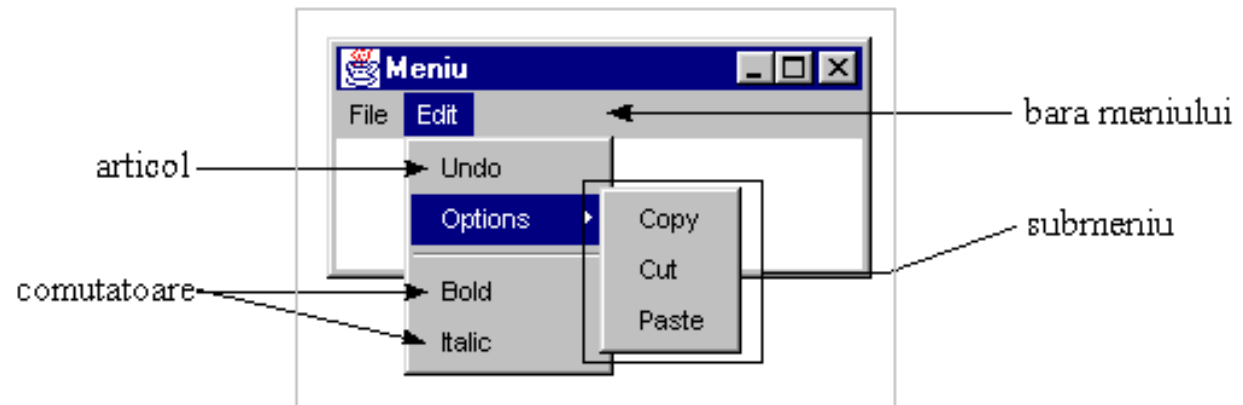 Meniu
File Edit
bara meniului
articol
Undo
Options
Copy
submeniu
Cut
comutatoare
Bold
Paste
Italic